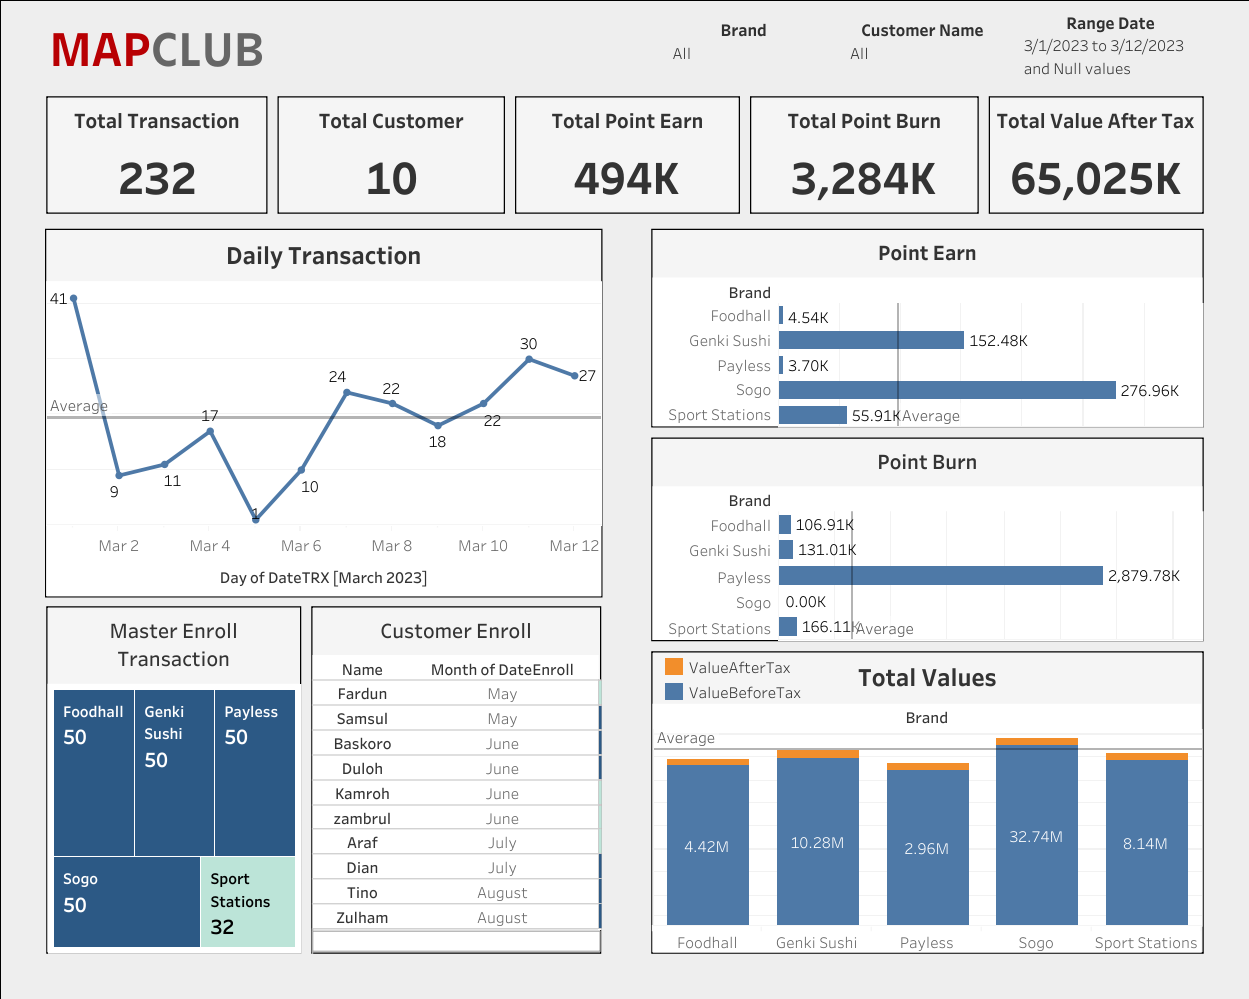 MAPCLUB
Brand
All
Customer Name
All
Range Date
3/1/2023 to 3/12/2023
and Null values
Total Transaction
232
Total Customer
10
Total Point Earn
494K
Total Point Burn
3,284K
Total Value After Tax
65,025K
Daily Transaction
41
Average
9
11
17
1
10
24
22
18
22
30
27
Mar 2
Mar 4
Mar 6
Mar 8
Mar 10
Mar 12
Day of DateTRX [March 2023]
Point Earn
Brand
Foodhall 4.54K
Genki Sushi 152.48K
Payless 3.70K
Sogo 276.96K
Sport Stations 55.91K Average
Point Burn
Brand
Foodhall 106.91K
Genki Sushi 131.01K
Payless 2,879.78K
Sogo 0.00K
Sport Stations 166.11K Average
Master Enroll
Transaction
Foodhall
50
Genki
Sushi
50
Payless
50
Sogo
50
Sport
Stations
32
Customer Enroll
Name Month of DateEnroll
Fardun May
Samsul May
Baskoro June
Duloh June
Kamroh June
zambrul June
Araf July
Dian July
Tino August
Zulham August
ValueAfterTax
ValueBeforeTax
Total Values
Brand
Average
4.42M
10.28M
2.96M
32.74M
8.14M
Foodhall
Genki Sushi
Payless
Sogo
Sport Stations